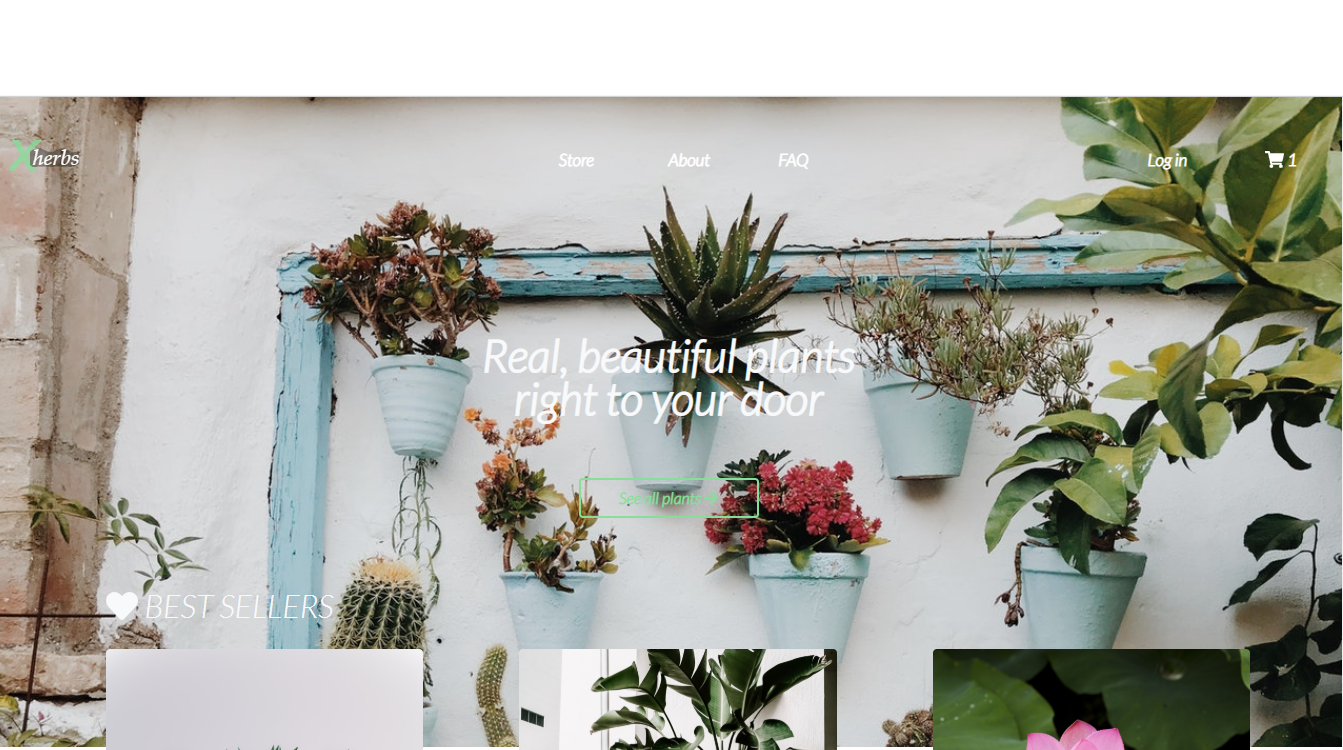 Xherbs
Store
About
FAQ
Log in
1
Real, beautiful plants
right to your door
See all plants
BEST SELLERS